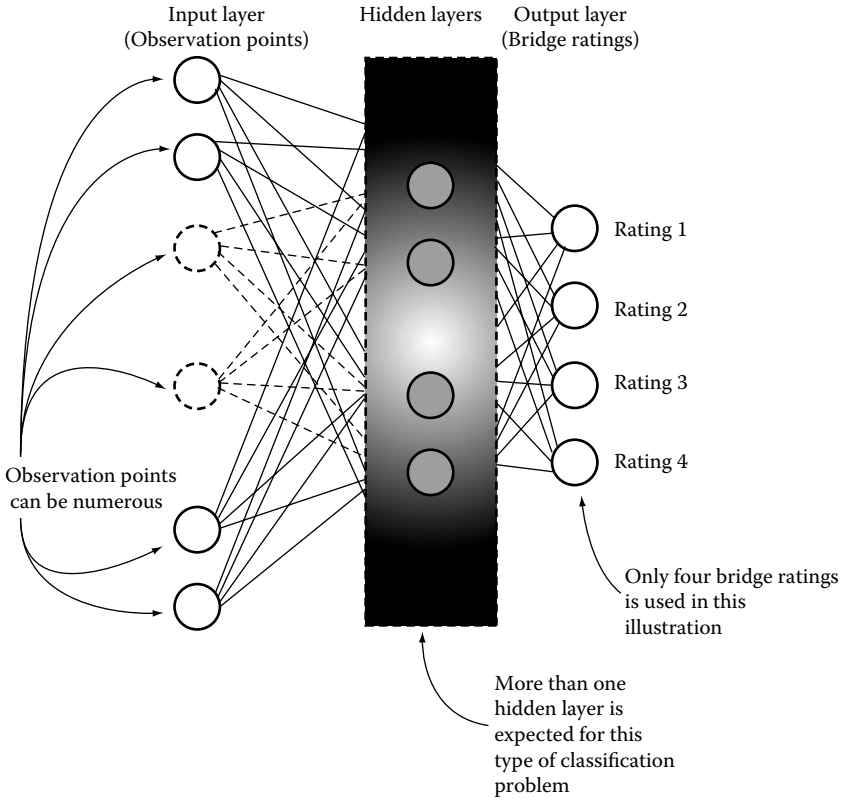 Input layer
(Observation points)
Hidden layers
Output layer
(Bridge ratings)
Rating 1
Rating 2
Rating 3
Rating 4
Observation points
can be numerous
Only four bridge ratings
is used in this
illustration
More than one
hidden layer is
expected for this
type of classification
problem